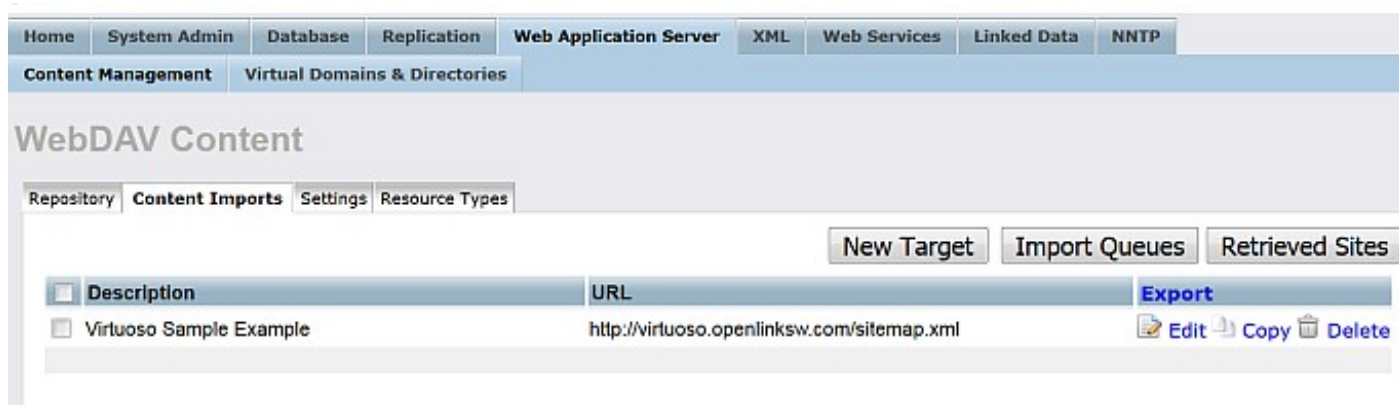 Home System Admin Database Replication Web Application Server XML Web Services Linked Data NNTP
Content Management Virtual Domains & Directories
WebDAV Content
Repository Content Imports Settings Resource Types
New Target Import Queues Retrieved Sites
Description URL Export
Virtuoso Sample Example http://virtuoso.openlinksw.com/sitemap.xml Edit Copy Delete